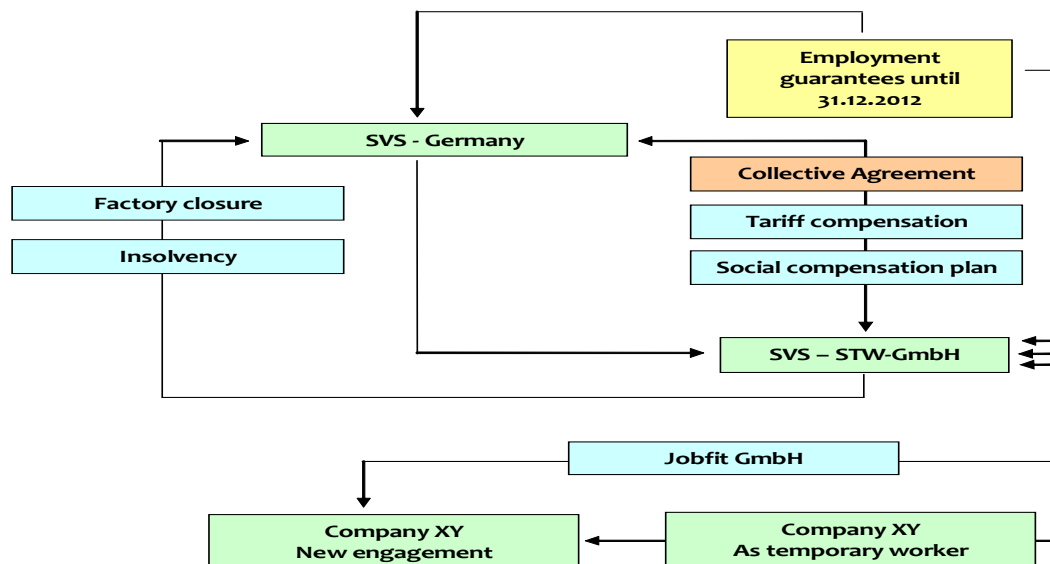 Employment
guarantees until
31.12.2012
SVS - Germany
Collective Agreement
Factory closure
Tariff compensation
Insolvency
Social compensation plan
SVS – STW-GmbH
Jobfit GmbH
Company XY
New engagement
Company XY
As temporary worker